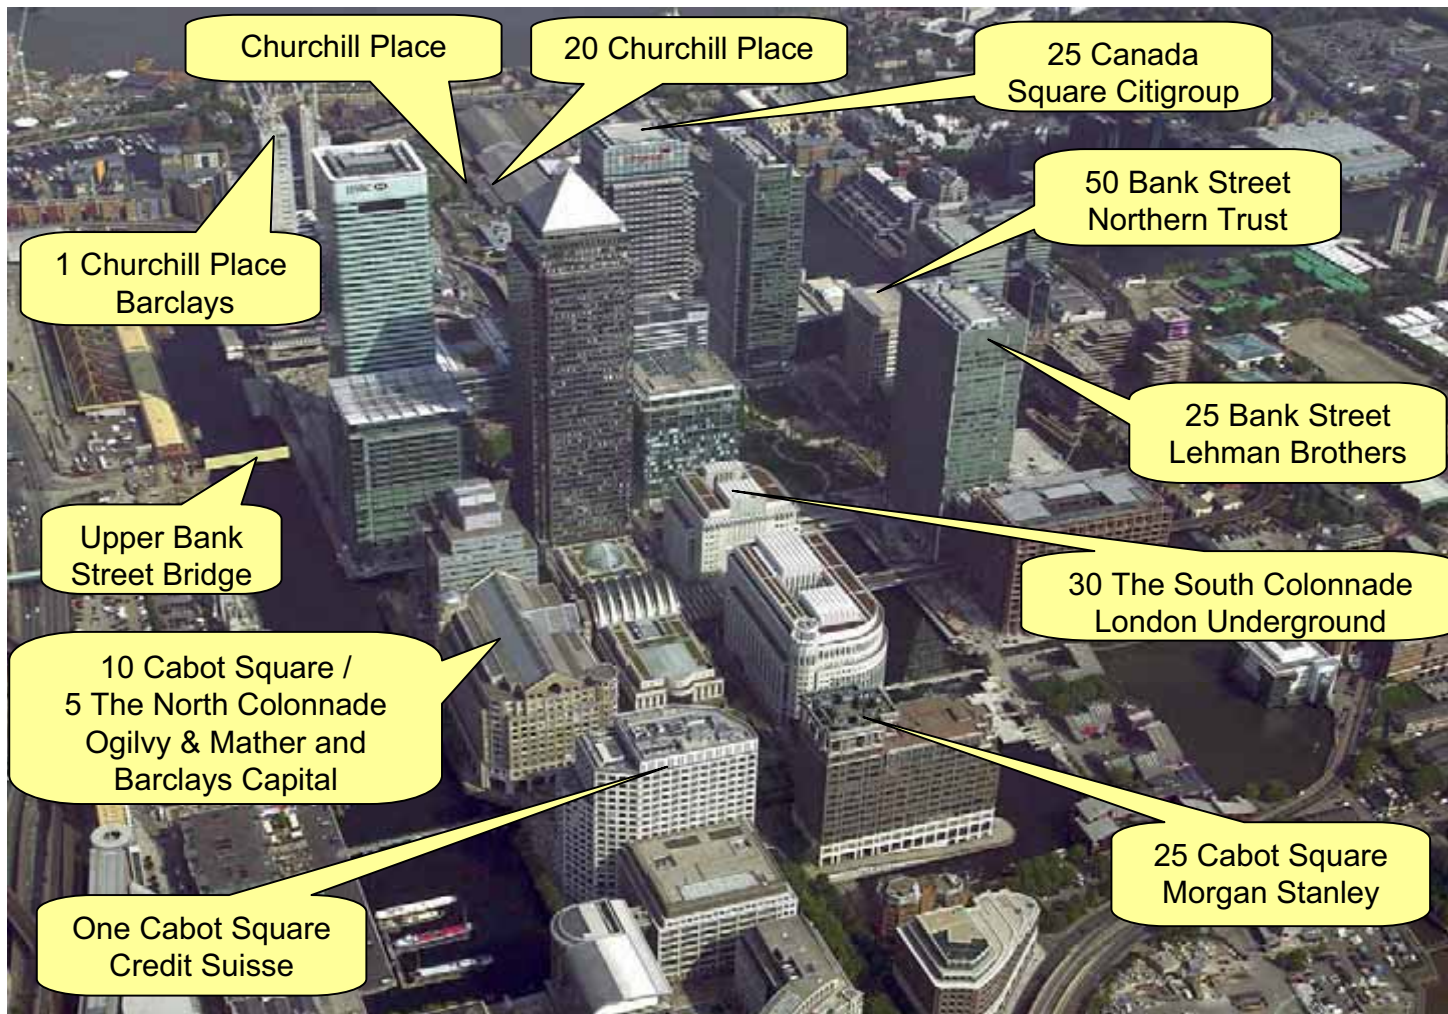 Churchill Place
20 Churchill Place
25 Canada
Square Citigroup
HSBC
50 Bank Street
Northern Trust
1 Churchill Place
Barclays
25 Bank Street
Lehman Brothers
Upper Bank
Street Bridge
30 The South Colonnade
London Underground
10 Cabot Square /
5 The North Colonnade
Ogilvy & Mather and
Barclays Capital
25 Cabot Square
Morgan Stanley
One Cabot Square
Credit Suisse